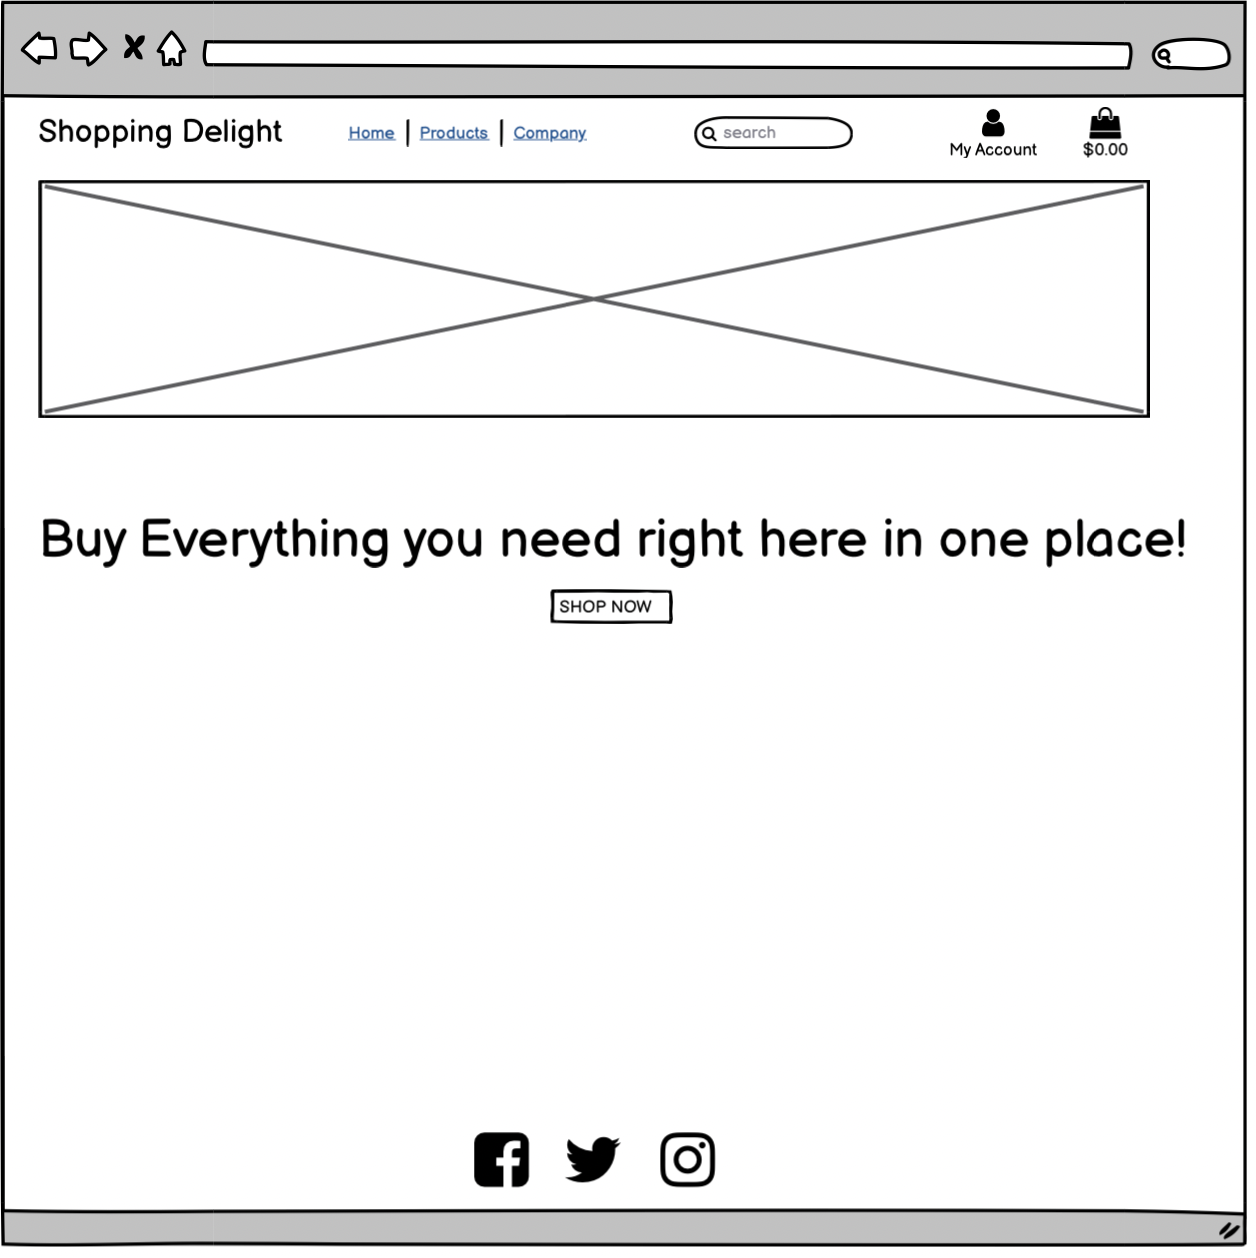 Shopping Delight
Home | Products | Company
search
My Account
$0.00
Buy Everything you need right here in one place!
SHOP NOW